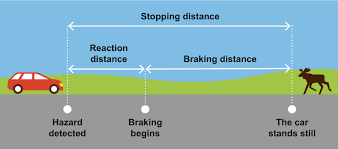 Stopping distance
Reaction
distance
Braking distance
Hazard
detected
Braking
begins
The car
stands still